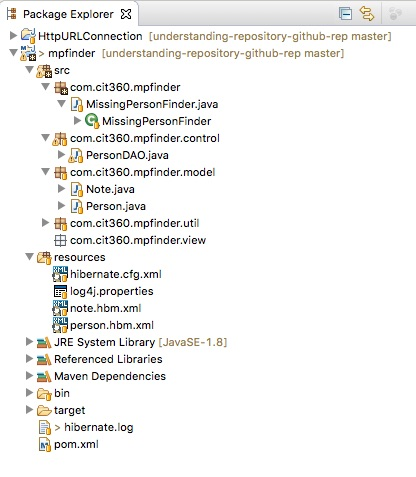 Package Explorer
HttpURLConnection [understanding-repository-github-rep master]
> mpfinder [understanding-repository-github-rep master]
src
com.cit360.mpfinder
MissingPersonFinder.java
MissingPersonFinder
com.cit360.mpfinder.control
PersonDAO.java
com.cit360.mpfinder.model
Note.java
Person.java
com.cit360.mpfinder.util
com.cit360.mpfinder.view
resources
hibernate.cfg.xml
log4j.properties
note.hbm.xml
person.hbm.xml
JRE System Library [JavaSE-1.8]
Referenced Libraries
Maven Dependencies
bin
target
> hibernate.log
pom.xml